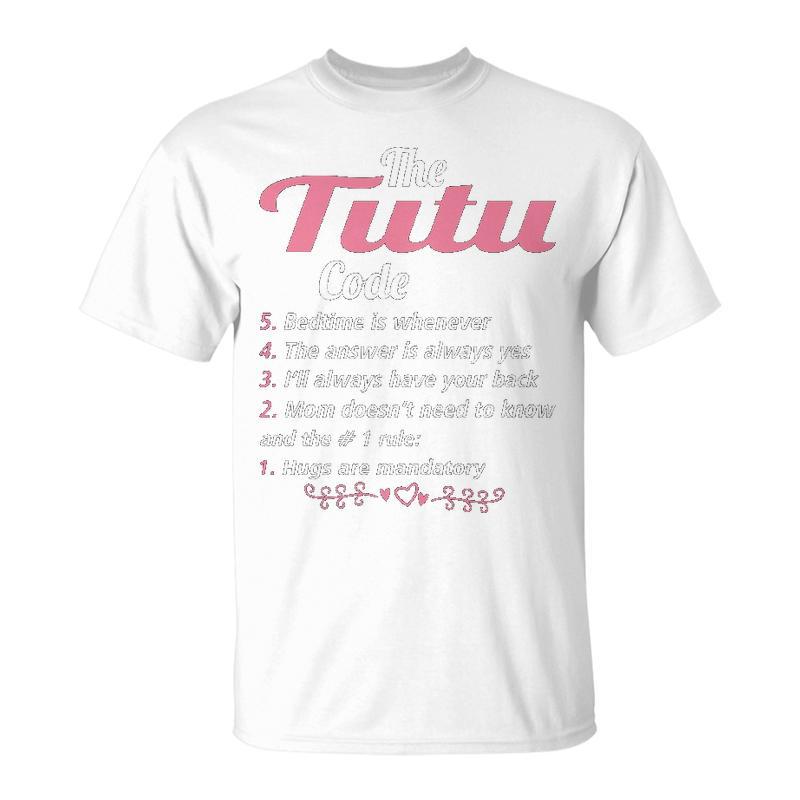 The
Tutu
Code
5. Bedtime is whenever
4. The answer is always yes
3. I'll always have your back
2. Mom doesn't need to know
and the # 1 rule:
1. Hugs are mandatory